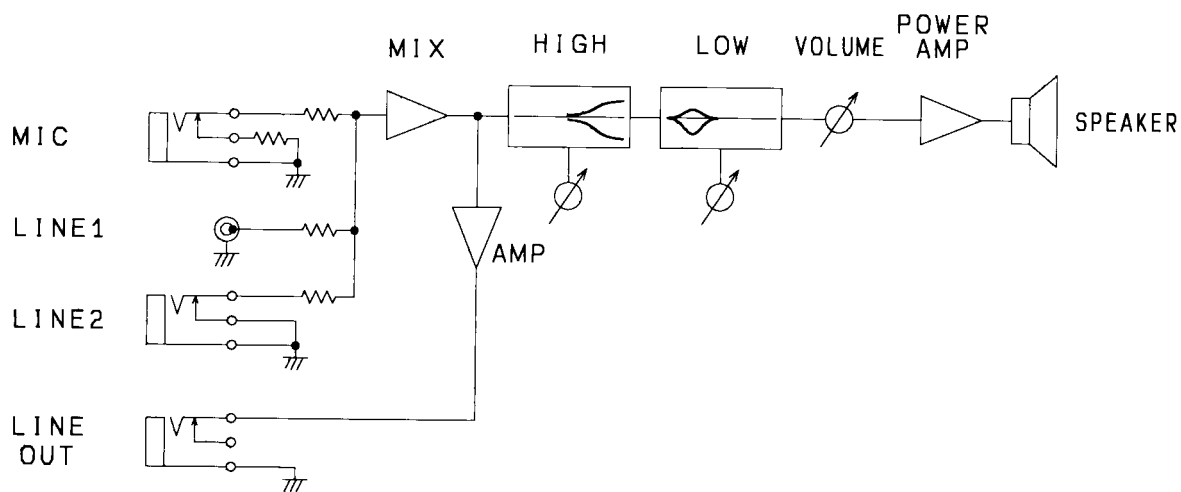 MIX
HIGH
LOW
VOLUME
POWER
AMP
MIC
SPEAKER
LINE1
AMP
LINE2
LINE
OUT